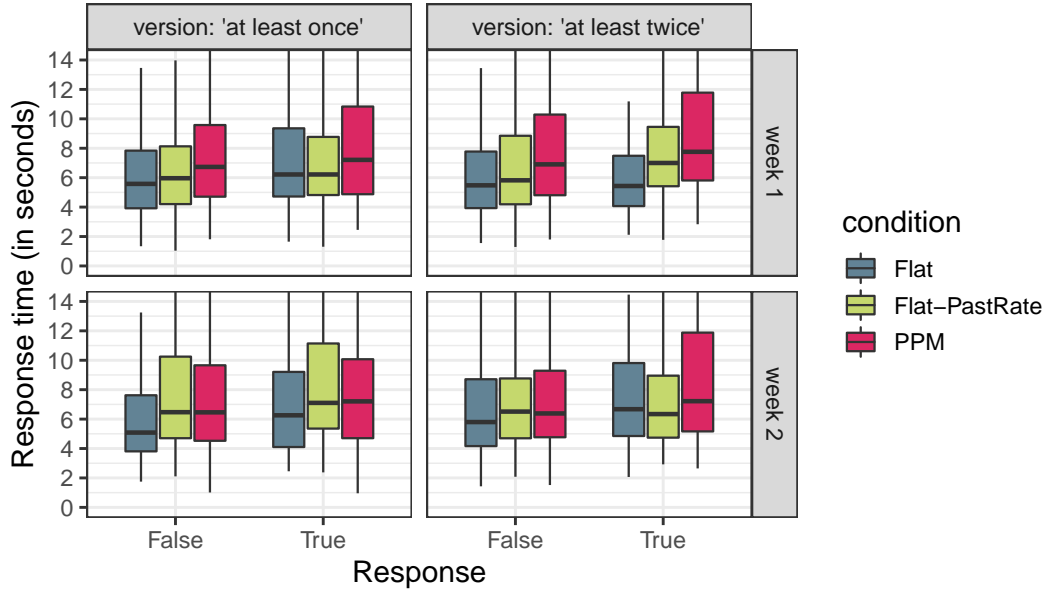 version: 'at least once'
version: 'at least twice'
Response time (in seconds)
14
12
10
8
6
4
2
0
week 1
14
12
10
8
6
4
2
0
week 2
False
True
False
True
Response
condition
Flat
Flat−PastRate
PPM